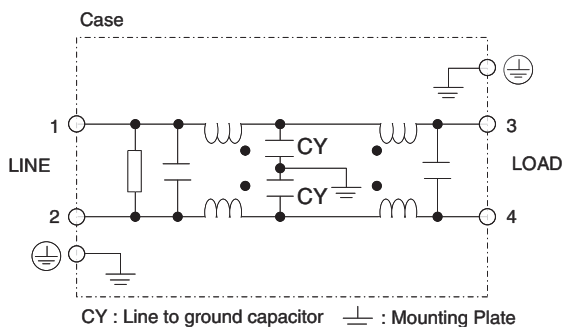 Case
1
3
CY
LINE
LOAD
CY
2
4
CY : Line to ground capacitor : Mounting Plate